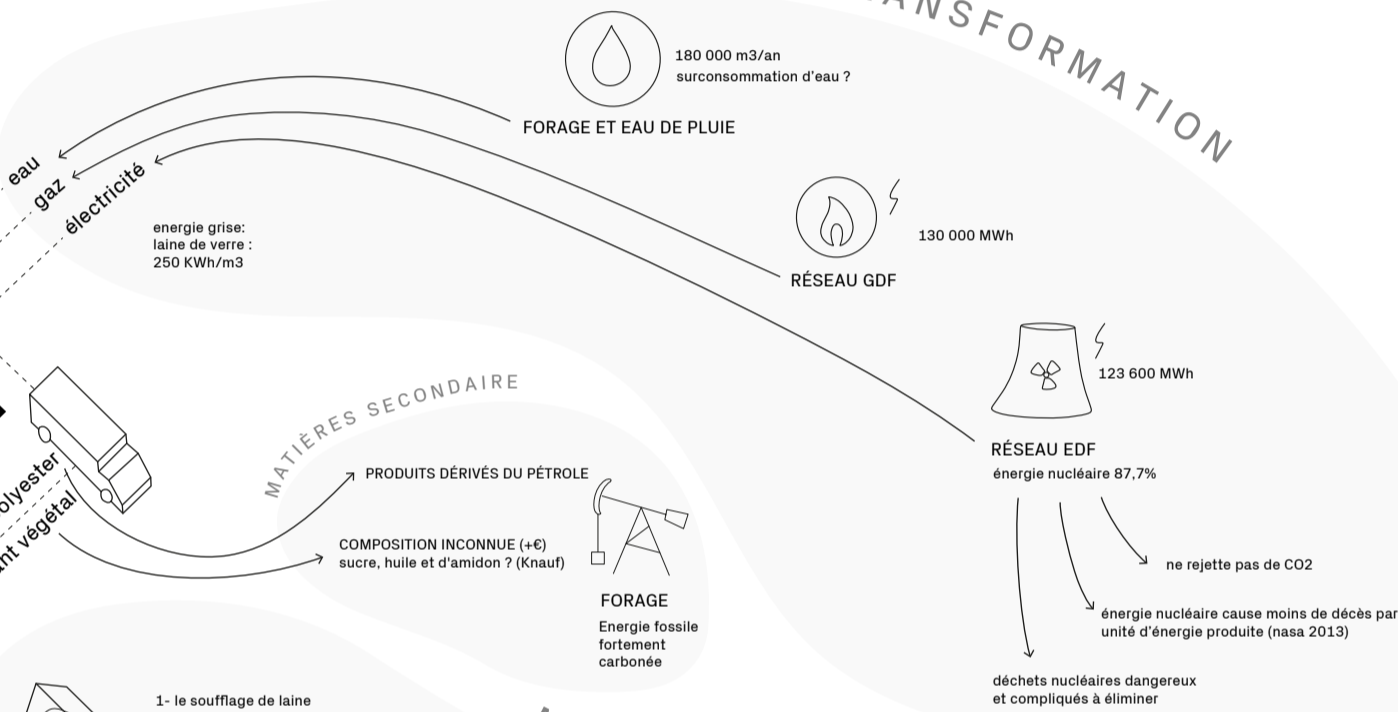 180 000 m3/an
surconsommation d'eau ?
FORAGE ET EAU DE PLUIE
eau
gaz
électricité
energie grise:
laine de verre :
250 KWh/m3
130 000 MWh
RÉSEAU GDF
123 600 MWh
RÉSEAU EDF
énergie nucléaire 87,7%
MATIÈRES SECONDAIRE
PRODUITS DÉRIVÉS DU PÉTROLE
COMPOSITION INCONNUE (+€)
sucre, huile et d'amidon ? (Knauf)
végétal
FORAGE
Energie fossile
fortement
carbonée
ne rejette pas de CO2
énergie nucléaire cause moins de décès par
unité d'énergie produite (nasa 2013)
déchets nucléaires dangereux
et compliqués à éliminer
1- le soufflage de laine